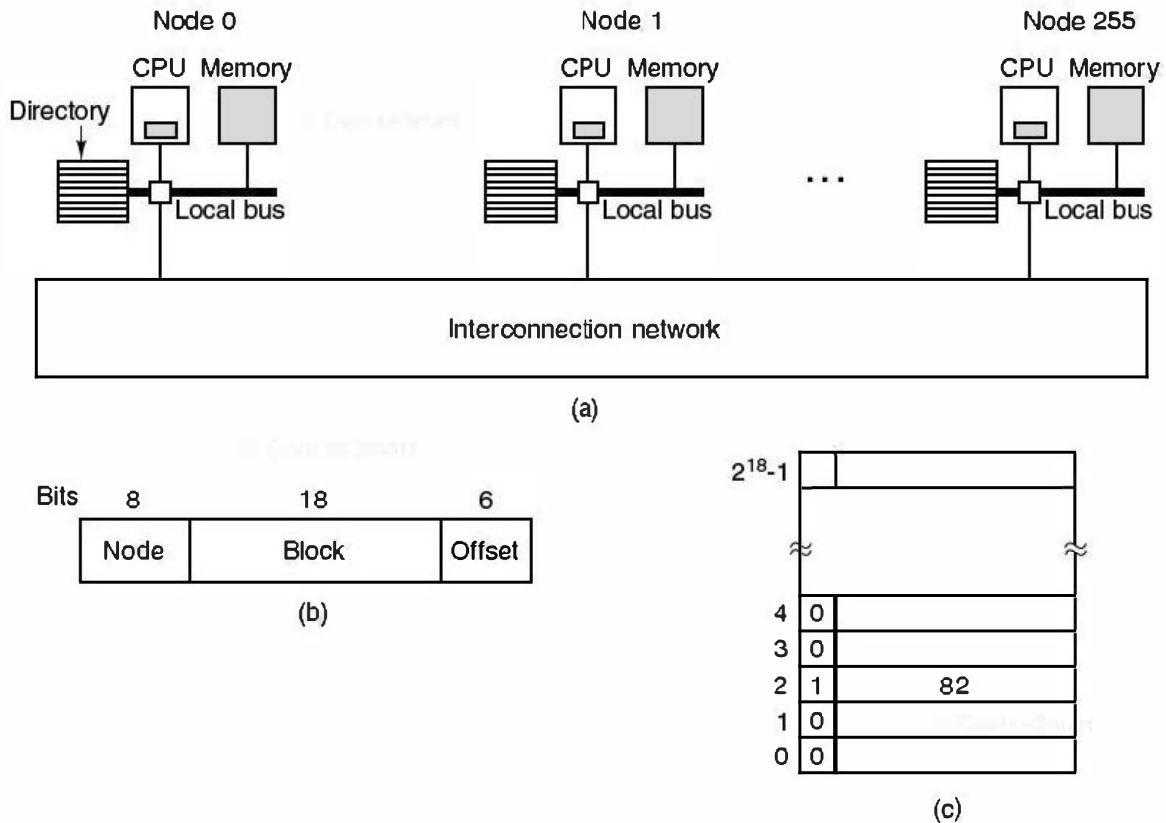 Node 0 Node 1 Node 255
CPU Memory CPU Memory CPU Memory
Directory
...
Local bus Local bus Local bus
Interconnection network
(a)
Bits 8 18 6
Node Block Offset
(b)
2^18-1
4 0
3 0
2 1 82
1 0
0 0
(c)